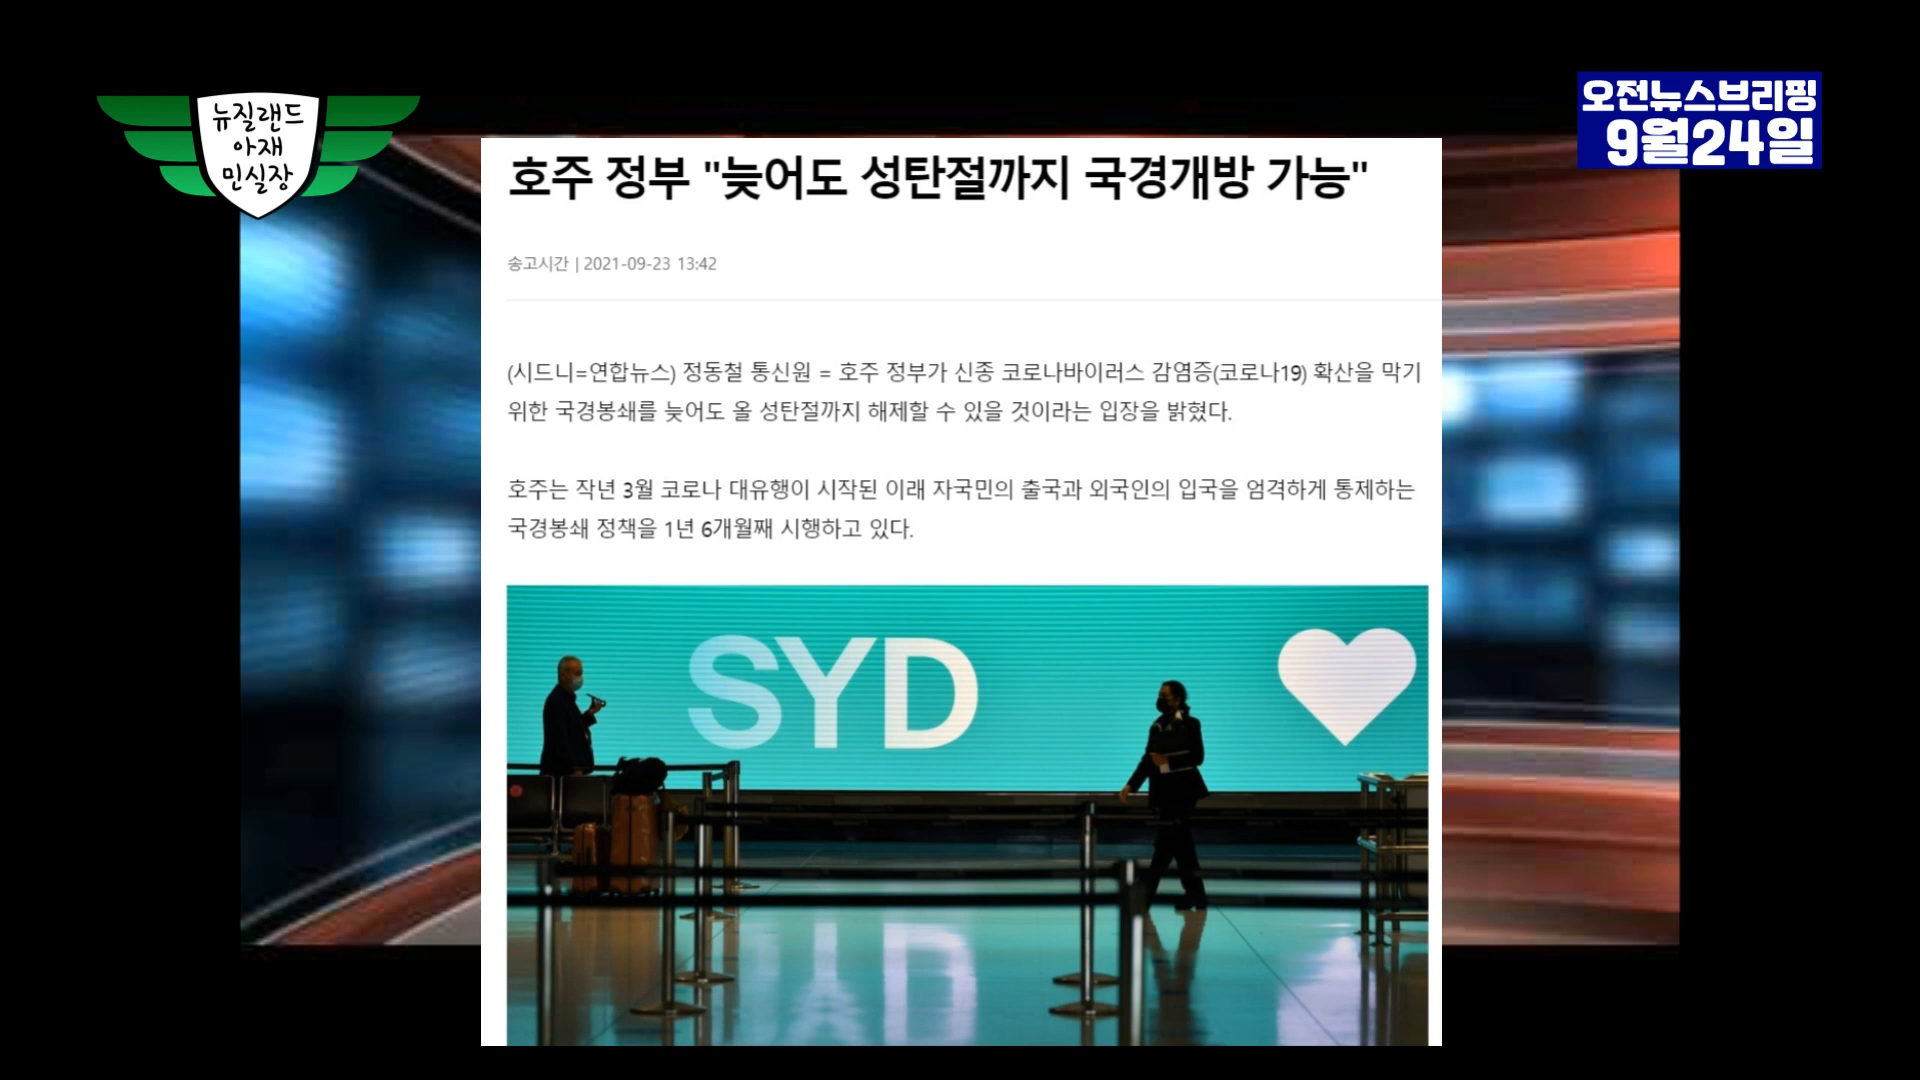 뉴질랜드
아재
민실장
오전뉴스브리핑
9월24일
호주 정부 "늦어도 성탄절까지 국경개방 가능"
송고시간 | 2021-09-23 13:42
(시드니=연합뉴스) 정동철 통신원 = 호주 정부가 신종 코로나바이러스 감염증(코로나19) 확산을 막기
위한 국경봉쇄를 늦어도 올 성탄절까지 해제할 수 있을 것이라는 입장을 밝혔다.
호주는 작년 3월 코로나 대유행이 시작된 이래 자국민의 출국과 외국인의 입국을 엄격하게 통제하는
국경봉쇄 정책을 1년 6개월째 시행하고 있다.
SYD